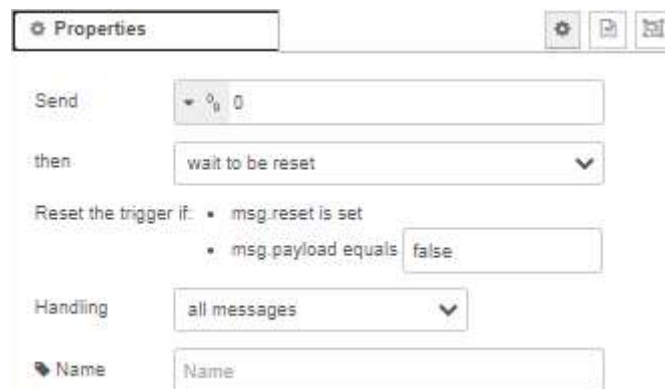 Properties
Send 0
then wait to be reset
Reset the trigger if: • msg.reset is set
• msg.payload equals false
Handling all messages
Name Name